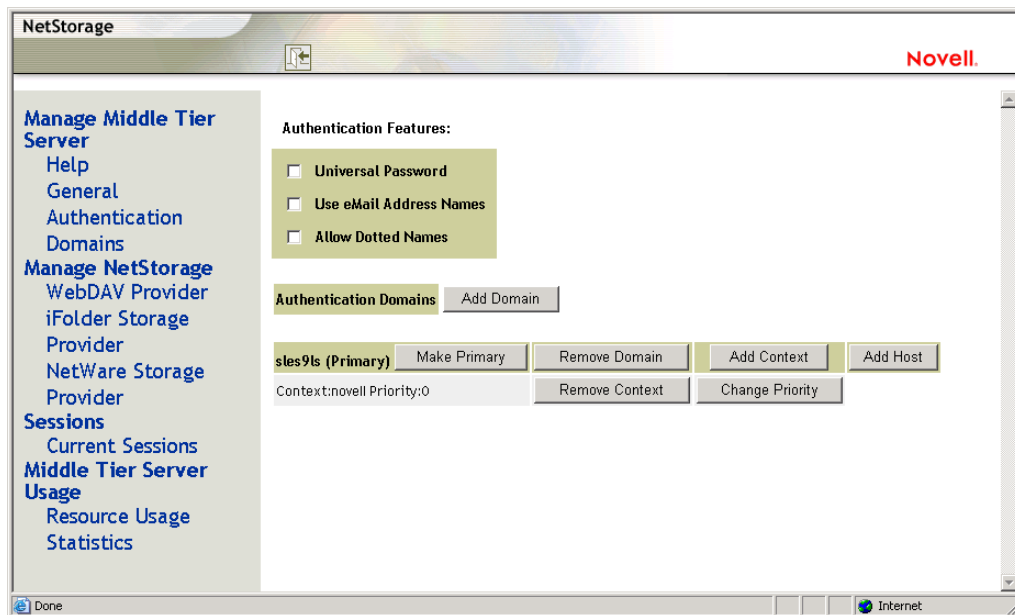 NetStorage
Novell.
Manage Middle Tier
Server
Help
General
Authentication
Domains
Manage NetStorage
WebDAV Provider
iFolder Storage
Provider
NetWare Storage
Provider
Sessions
Current Sessions
Middle Tier Server
Usage
Resource Usage
Statistics
Authentication Features:
Universal Password
Use eMail Address Names
Allow Dotted Names
Authentication Domains Add Domain
sles9ls (Primary) Make Primary Remove Domain Add Context Add Host
Context:novell Priority:0 Remove Context Change Priority
Done Internet